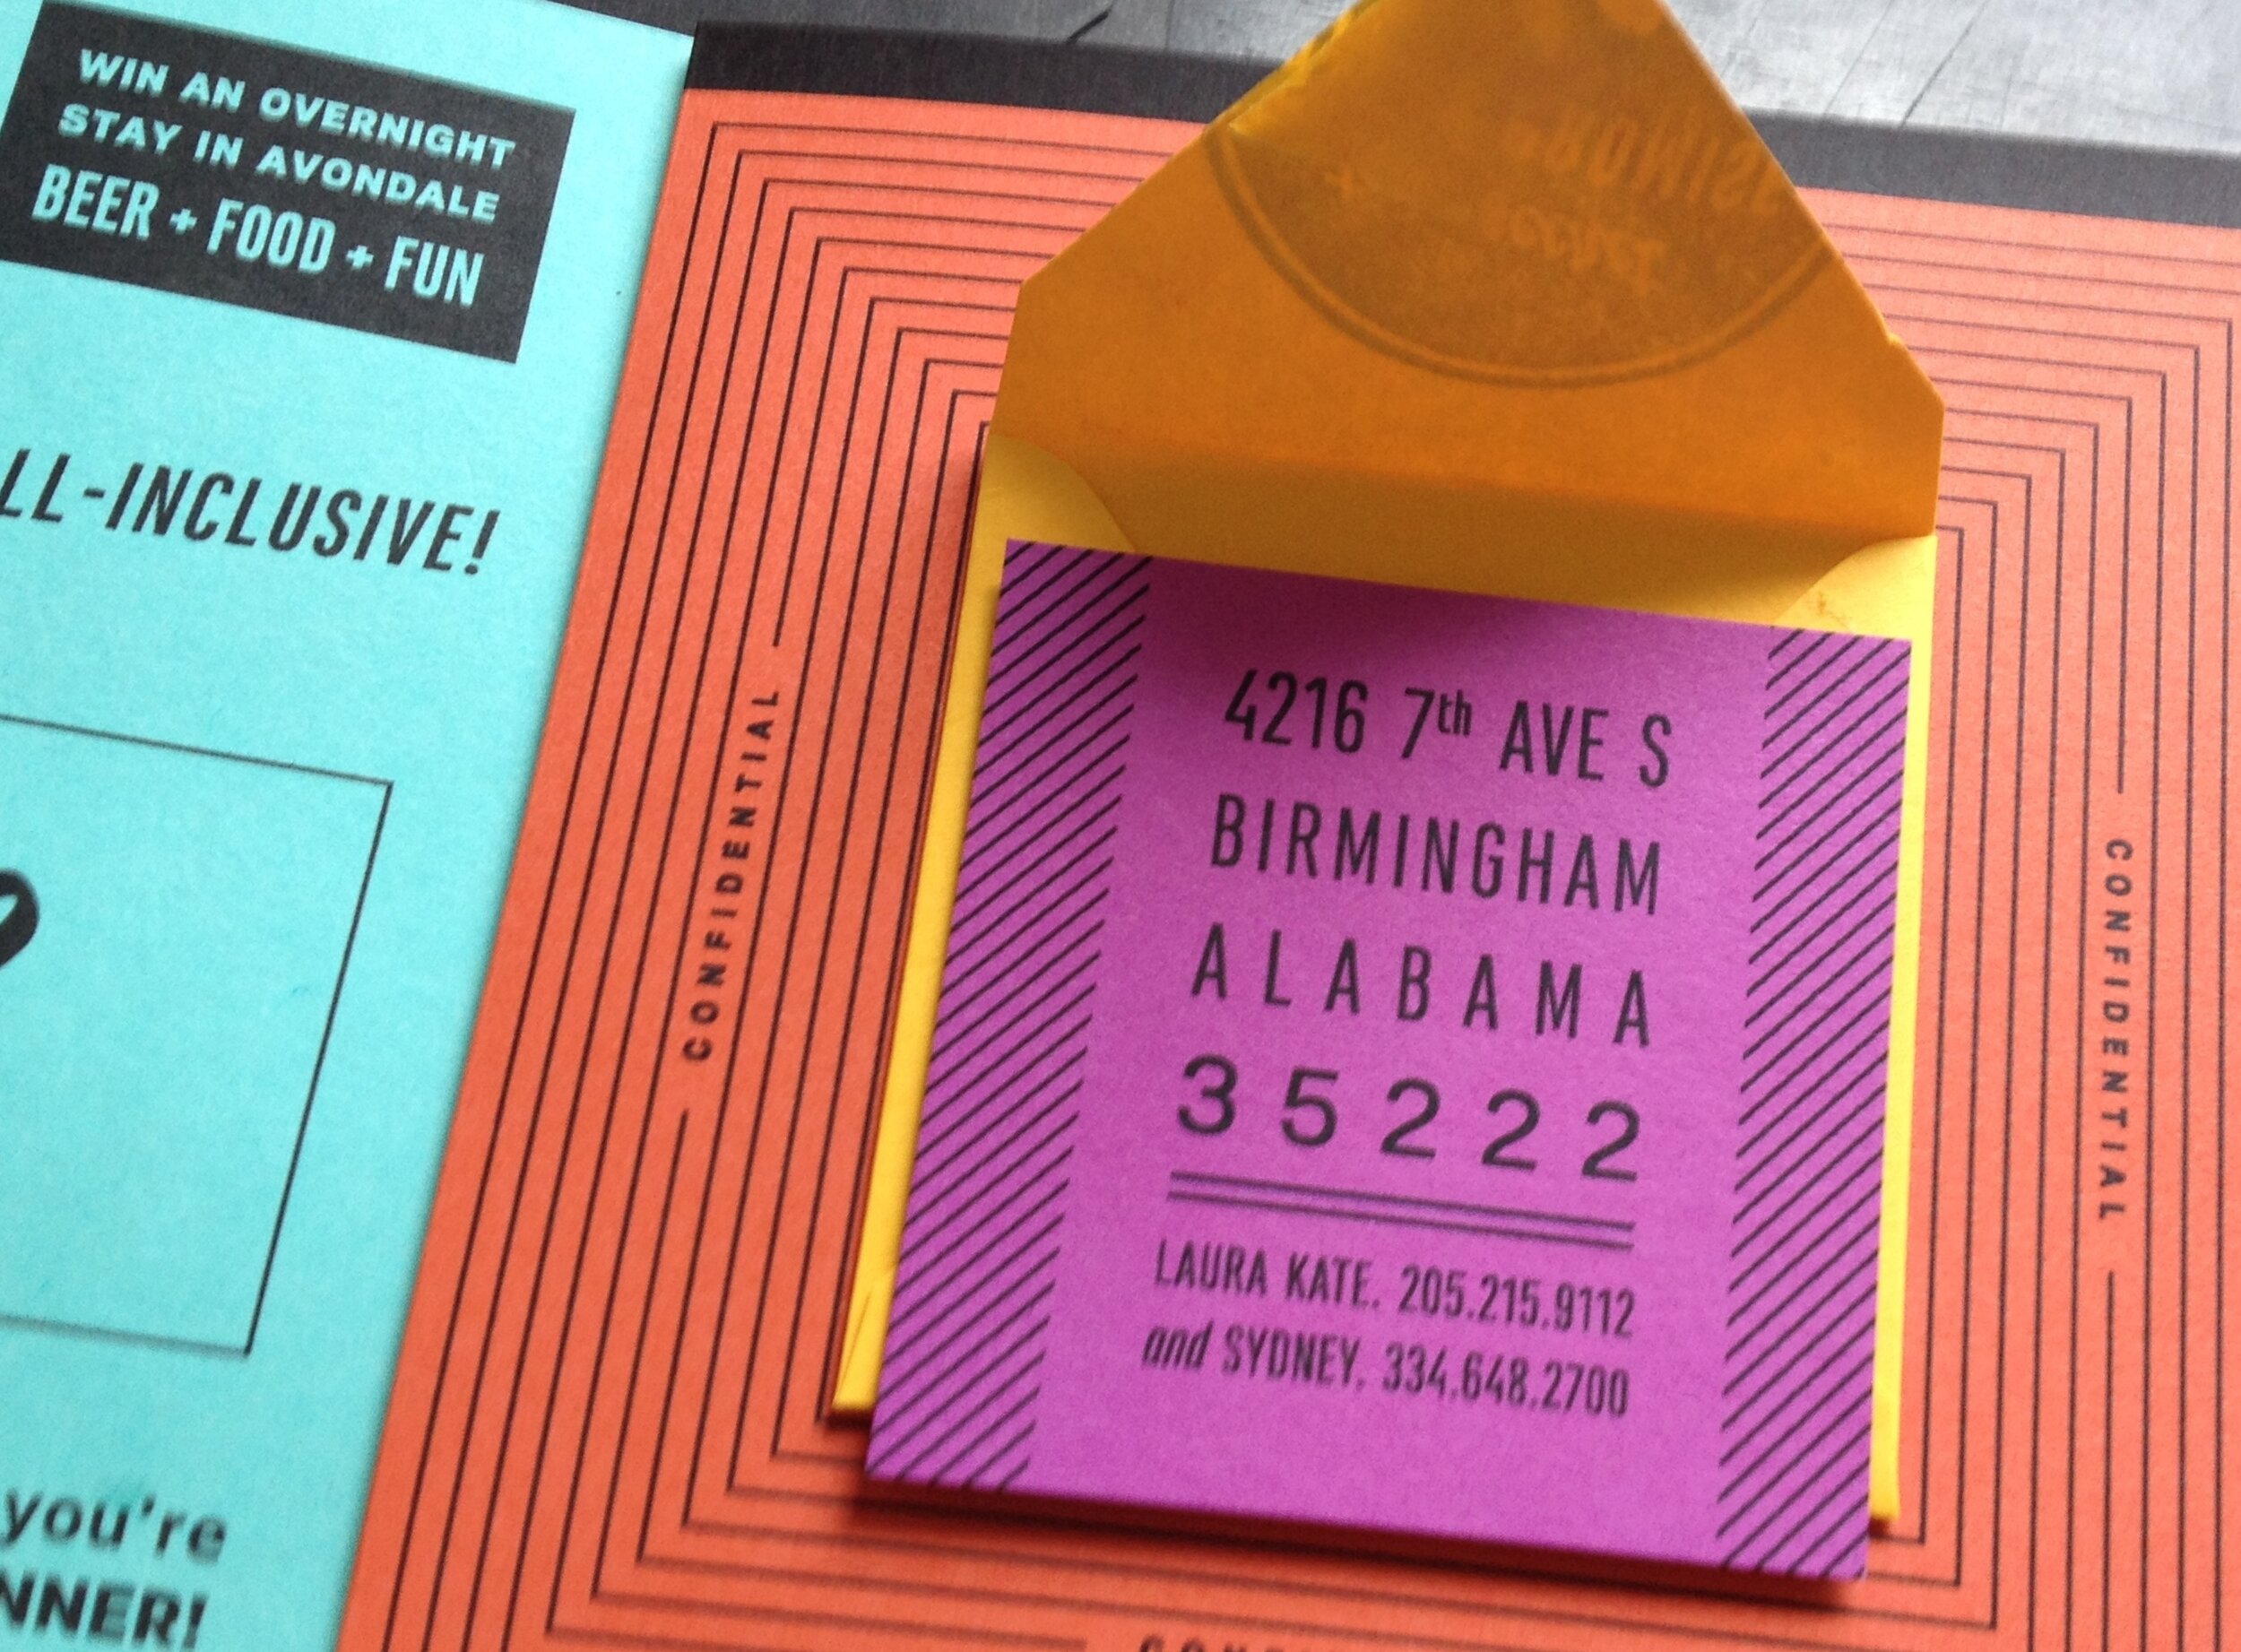 WIN AN OVERNIGHT
STAY IN AVONDALE
BEER + FOOD + FUN
LL-INCLUSIVE!
you're
NNER!
CONFIDENTIAL
4216 7th AVE S
BIRMINGHAM
ALABAMA
35222
LAURA KATE. 205.215.9112
and SYDNEY. 334.648.2700
CONFIDENTIAL